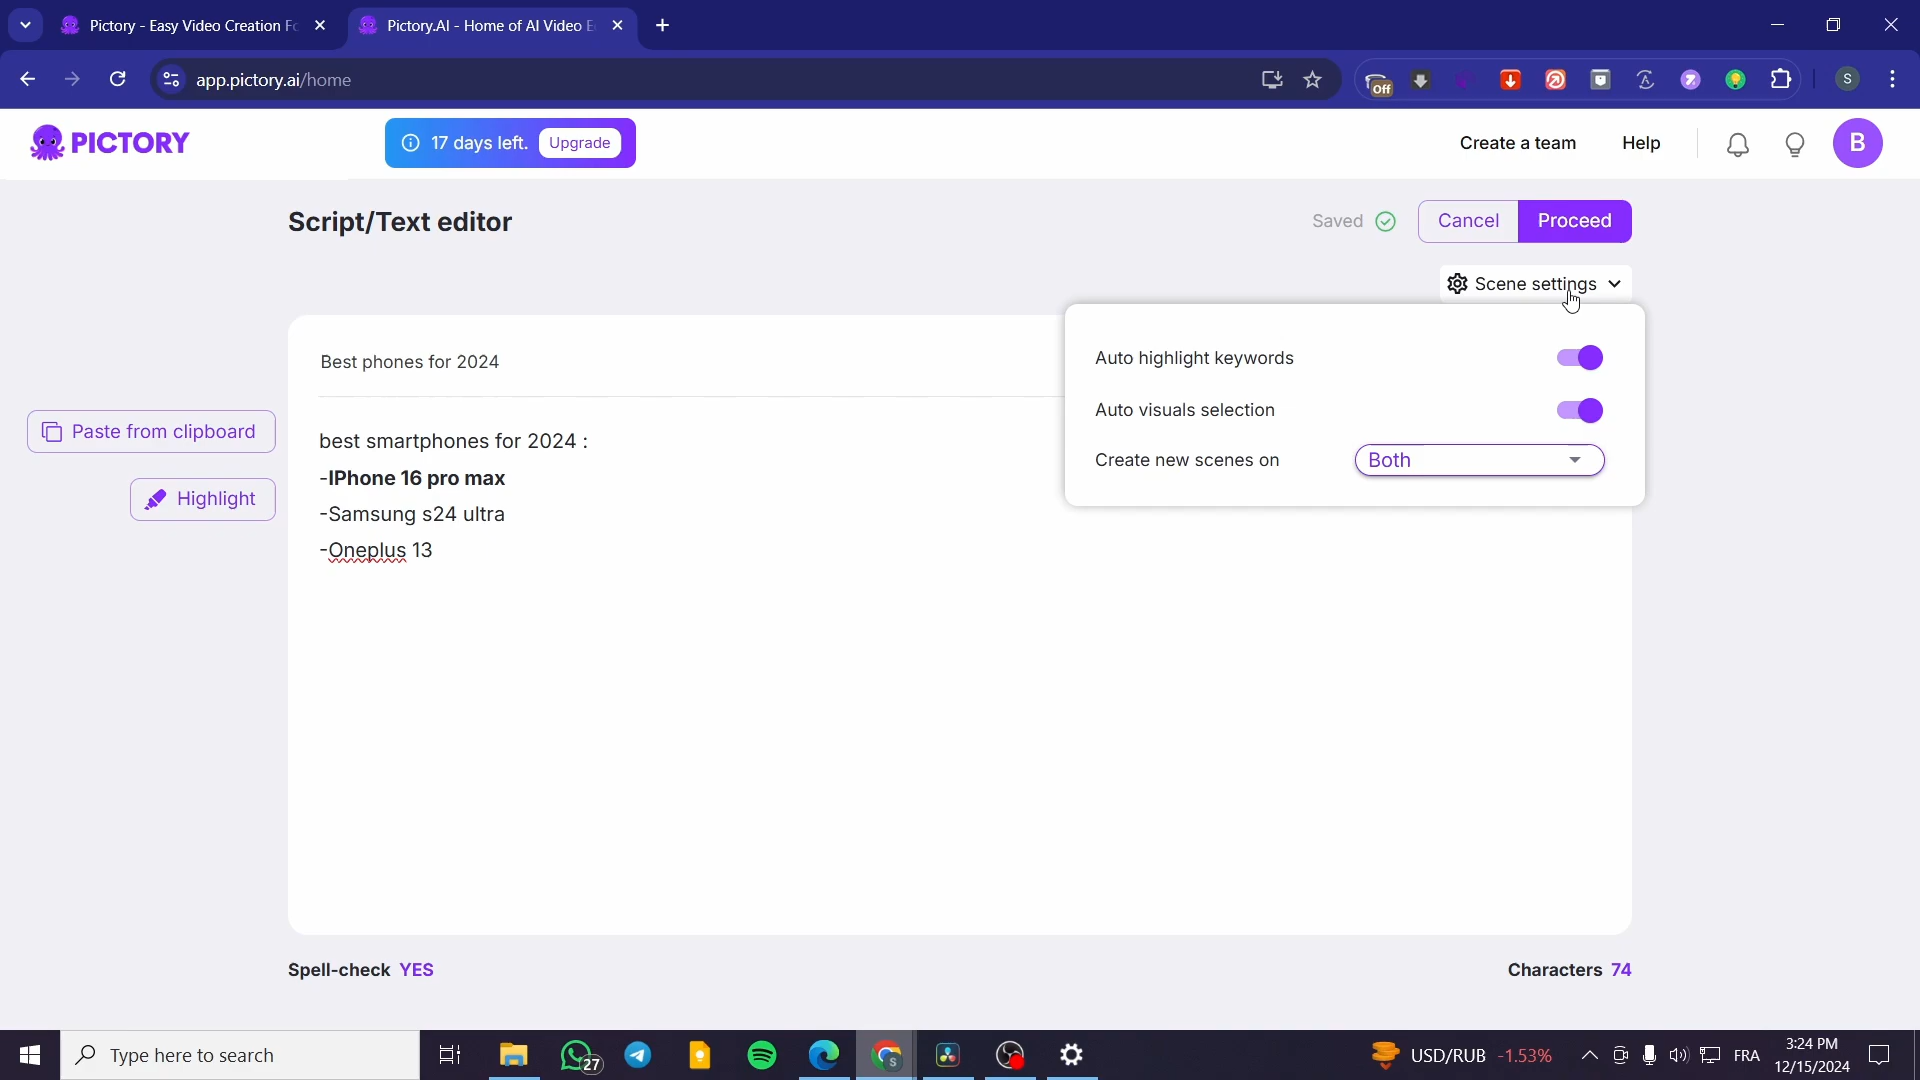 Pictory - Easy Video Creation Fo
Pictory.AI - Home of AI Video E
app.pictory.ai/home
Off
S
PICTORY
17 days left.
Upgrade
Create a team
Help
B
Script/Text editor
Saved
Cancel
Proceed
Scene settings
Best phones for 2024
Auto highlight keywords
Auto visuals selection
Create new scenes on
Both
Paste from clipboard
Highlight
best smartphones for 2024 :
-IPhone 16 pro max
-Samsung s24 ultra
-Oneplus 13
Spell-check YES
Characters 74
Type here to search
27
S
USD/RUB -1.53%
FRA
3:24 PM
12/15/2024